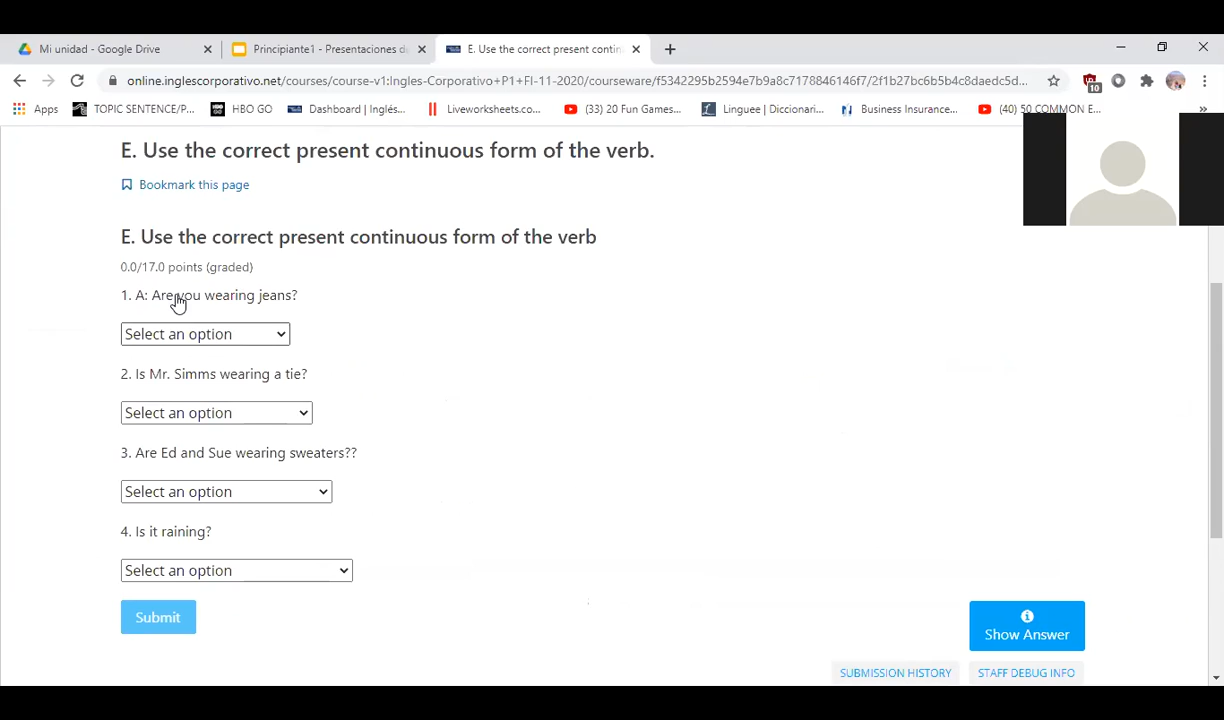 Mi unidad - Google Drive
Principiante1 - Presentaciones de
E. Use the correct present contin
online.inglescorporativo.net/courses/course-v1:Ingles-Corporativo+P1+FI-11-2020/courseware/f5342295b2594e7b9a8c7178846146f7/2f1b27bc6b5b4c8daedc5d...
10
Apps
TOPIC SENTENCE/P...
HBO GO
Dashboard | Inglés...
Liveworksheets.co...
(33) 20 Fun Games...
Linguee | Diccionari...
Business Insurance...
(40) 50 COMMON E...
E. Use the correct present continuous form of the verb.
Bookmark this page
E. Use the correct present continuous form of the verb
0.0/17.0 points (graded)
1. A: Are you wearing jeans?
Select an option
2. Is Mr. Simms wearing a tie?
Select an option
3. Are Ed and Sue wearing sweaters??
Select an option
4. Is it raining?
Select an option
Submit
Show Answer
SUBMISSION HISTORY
STAFF DEBUG INFO